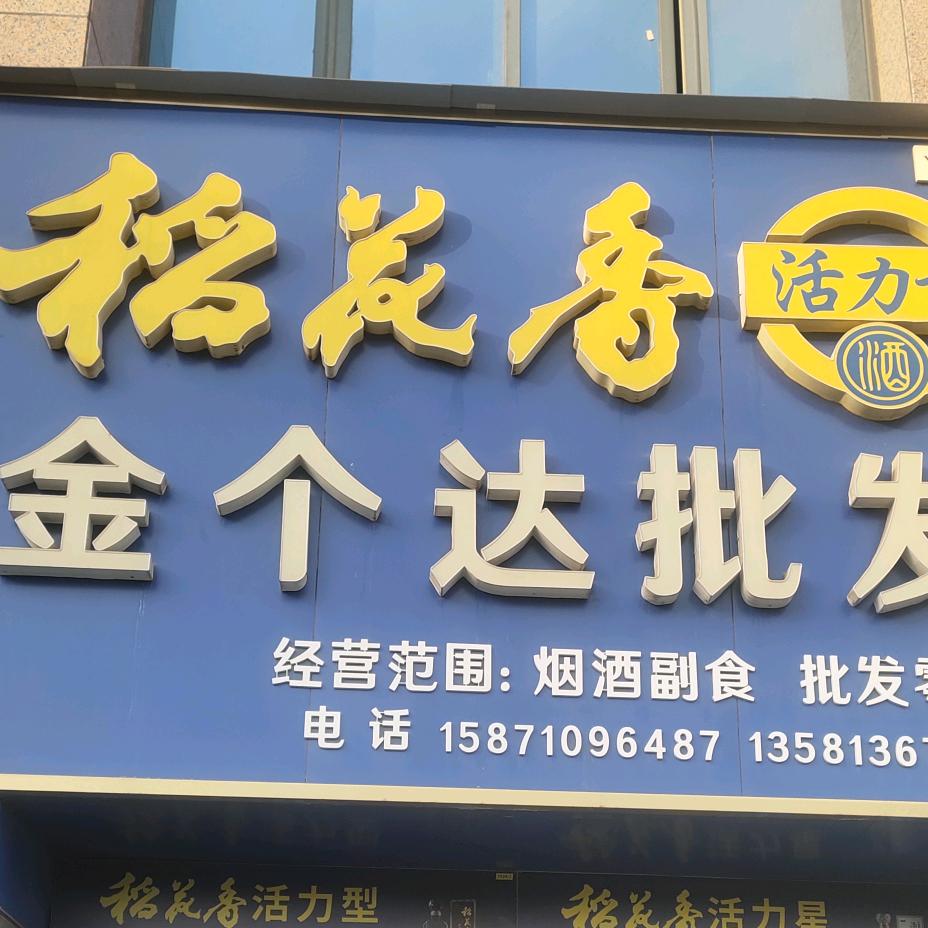 稻花香
活力
酒
金个达批发
经营范围：烟酒副食 批发
电 话 15871096487 1358136
稻花香活力型
稻花香活力星